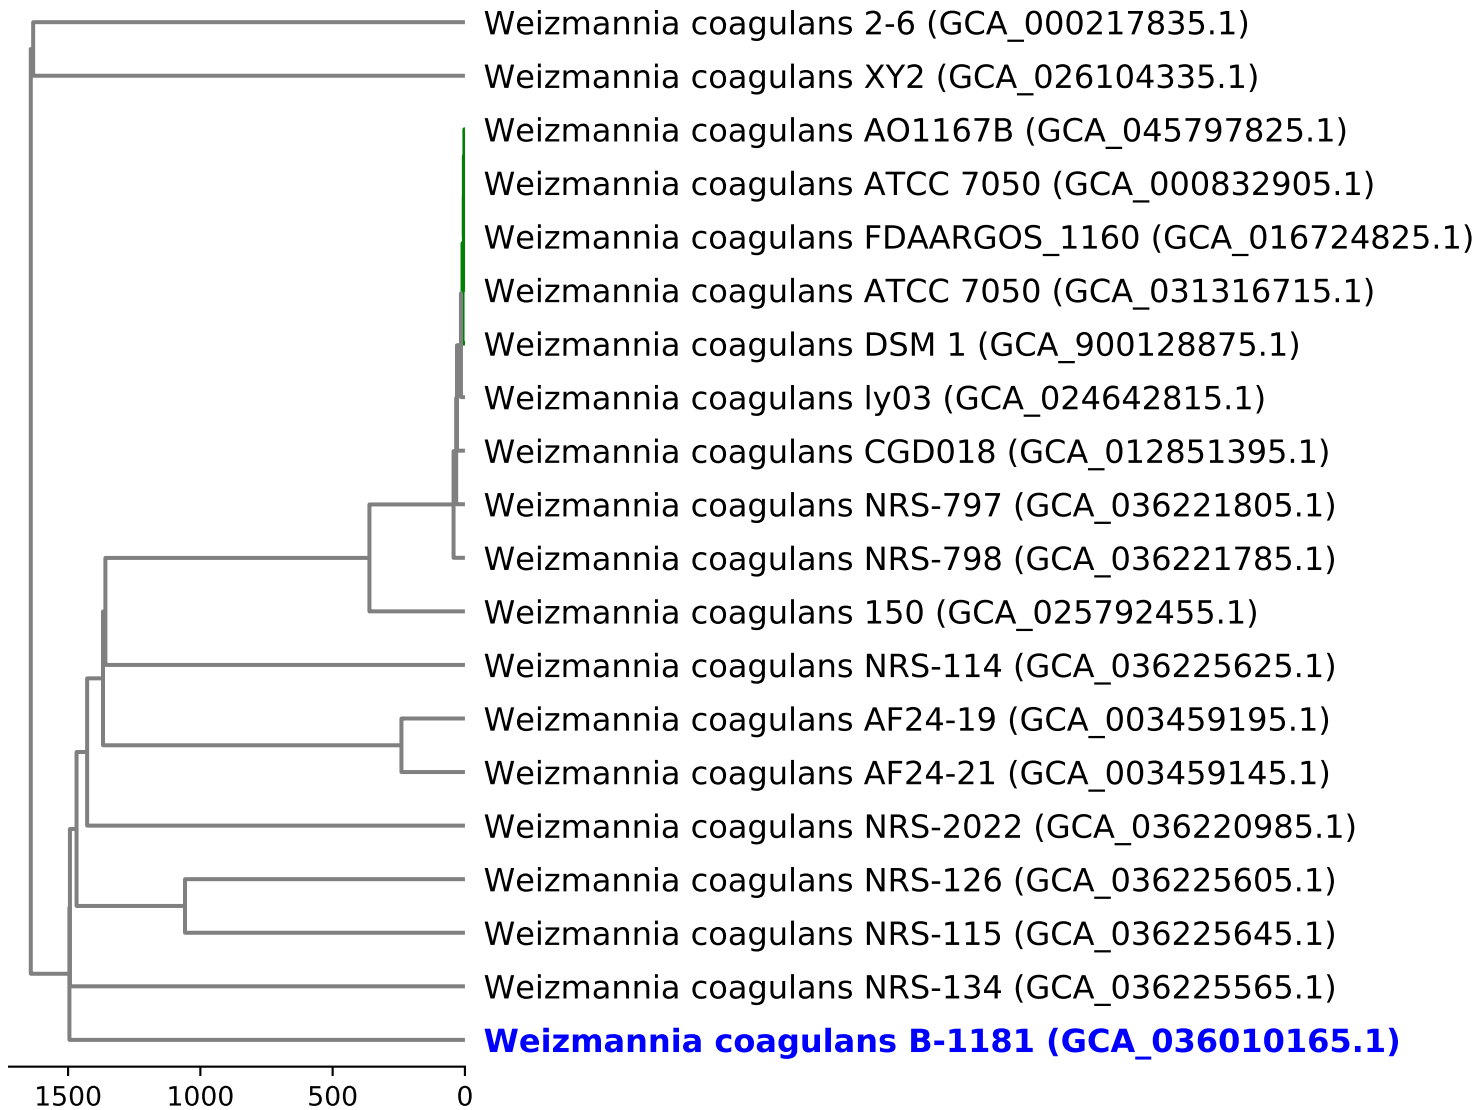 Weizmannia coagulans 2-6 (GCA_000217835.1)
Weizmannia coagulans XY2 (GCA_026104335.1)
Weizmannia coagulans AO1167B (GCA_045797825.1)
Weizmannia coagulans ATCC 7050 (GCA_000832905.1)
Weizmannia coagulans FDAARGOS_1160 (GCA_016724825.1)
Weizmannia coagulans ATCC 7050 (GCA_031316715.1)
Weizmannia coagulans DSM 1 (GCA_900128875.1)
Weizmannia coagulans ly03 (GCA_024642815.1)
Weizmannia coagulans CGD018 (GCA_012851395.1)
Weizmannia coagulans NRS-797 (GCA_036221805.1)
Weizmannia coagulans NRS-798 (GCA_036221785.1)
Weizmannia coagulans 150 (GCA_025792455.1)
Weizmannia coagulans NRS-114 (GCA_036225625.1)
Weizmannia coagulans AF24-19 (GCA_003459195.1)
Weizmannia coagulans AF24-21 (GCA_003459145.1)
Weizmannia coagulans NRS-2022 (GCA_036220985.1)
Weizmannia coagulans NRS-126 (GCA_036225605.1)
Weizmannia coagulans NRS-115 (GCA_036225645.1)
Weizmannia coagulans NRS-134 (GCA_036225565.1)
Weizmannia coagulans B-1181 (GCA_036010165.1)
1500 1000 500 0